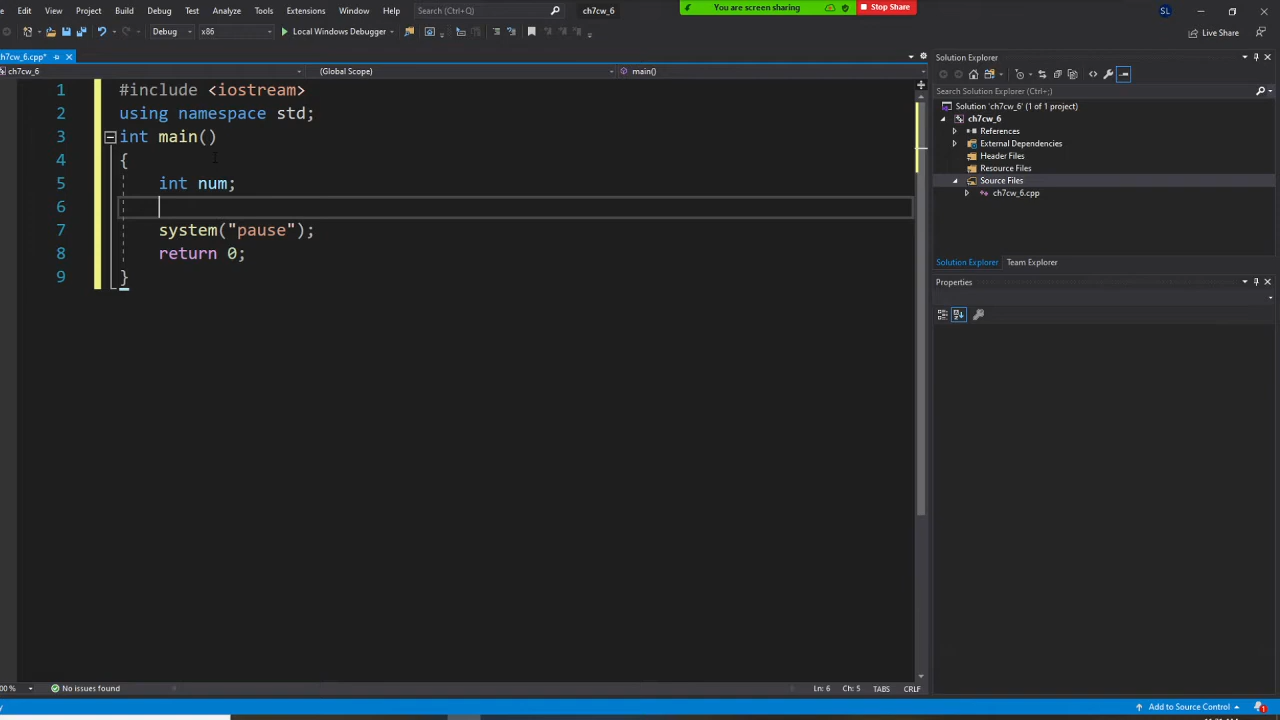 Edit View Project Build Debug Test Analyze Tools Extensions Window Help Search (Ctrl+Q) ch7cw_6 You are screen sharing Stop Share SL
Debug x86 Local Windows Debugger Live Share
ch7cw_6.cpp*
ch7cw_6 (Global Scope) main()
1 #include <iostream>
2 using namespace std;
3 int main()
4 {
5 int num;
6
7 system("pause");
8 return 0;
9 }
Solution Explorer
Search Solution Explorer (Ctrl+;)
Solution 'ch7cw_6' (1 of 1 project)
ch7cw_6
References
External Dependencies
Header Files
Resource Files
Source Files
ch7cw_6.cpp
Solution Explorer Team Explorer
Properties
00 % No issues found Ln: 6 Ch: 5 TABS CRLF
Add to Source Control 1